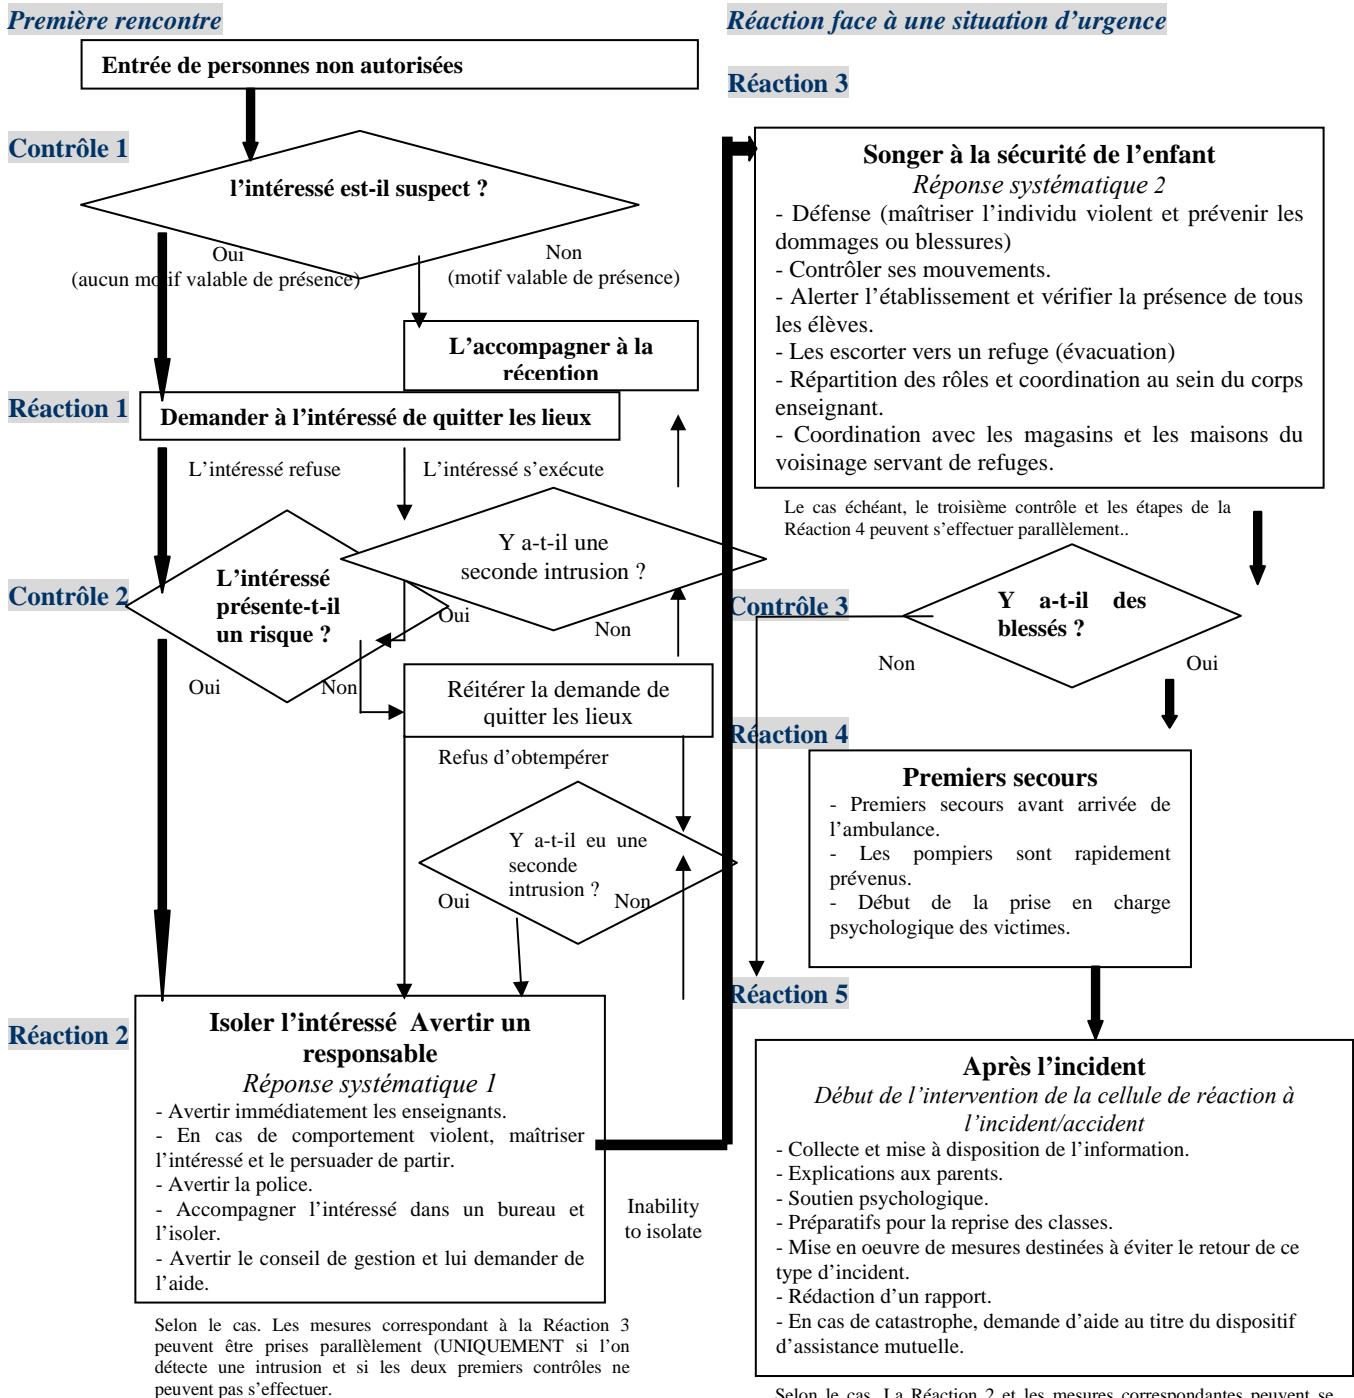 Première rencontre
Entrée de personnes non autorisées
Contrôle 1
l’intéressé est-il suspect ?
Oui
(aucun motif valable de présence)
Non
(motif valable de présence)
L’accompagner à la
réception
Réaction 1
Demander à l’intéressé de quitter les lieux
L’intéressé refuse
L’intéressé s’exécute
Contrôle 2
L’intéressé
présente-t-il
un risque ?
Y a-t-il une
seconde intrusion ?
Oui
Non
Oui
Non
Réitérer la demande de
quitter les lieux
Refus d’obtempérer
Y a-t-il eu une
seconde
intrusion ?
Oui
Non
Réaction 2
Isoler l’intéressé  Avertir un
responsable
Réponse systématique 1
- Avertir immédiatement les enseignants.
- En cas de comportement violent, maîtriser
l’intéressé et le persuader de partir.
- Avertir la police.
- Accompagner l’intéressé dans un bureau et
l’isoler.
- Avertir le conseil de gestion et lui demander de
l’aide.
Inability
to isolate
Selon le cas. Les mesures correspondant à la Réaction 3
peuvent être prises parallèlement (UNIQUEMENT si l’on
détecte une intrusion et si les deux premiers contrôles ne
peuvent pas s’effectuer.
Réaction face à une situation d’urgence
Réaction 3
Songer à la sécurité de l’enfant
Réponse systématique 2
- Défense (maîtriser l’individu violent et prévenir les
dommages ou blessures)
- Contrôler ses mouvements.
- Alerter l’établissement et vérifier la présence de tous
les élèves.
- Les escorter vers un refuge (évacuation)
- Répartition des rôles et coordination au sein du corps
enseignant.
- Coordination avec les magasins et les maisons du
voisinage servant de refuges.
Le cas échéant, le troisième contrôle et les étapes de la
Réaction 4 peuvent s’effectuer parallèlement..
Contrôle 3
Y a-t-il des
blessés ?
Non
Oui
Réaction 4
Premiers secours
- Premiers secours avant arrivée de
l’ambulance.
- Les pompiers sont rapidement
prévenus.
- Début de la prise en charge
psychologique des victimes.
Réaction 5
Après l’incident
Début de l’intervention de la cellule de réaction à
l’incident/accident
- Collecte et mise à disposition de l’information.
- Explications aux parents.
- Soutien psychologique.
- Préparatifs pour la reprise des classes.
- Mise en oeuvre de mesures destinées à éviter le retour de ce
type d’incident.
- Rédaction d’un rapport.
- En cas de catastrophe, demande d’aide au titre du dispositif
d’assistance mutuelle.
Selon le cas. La Réaction 2 et les mesures correspondantes peuvent se